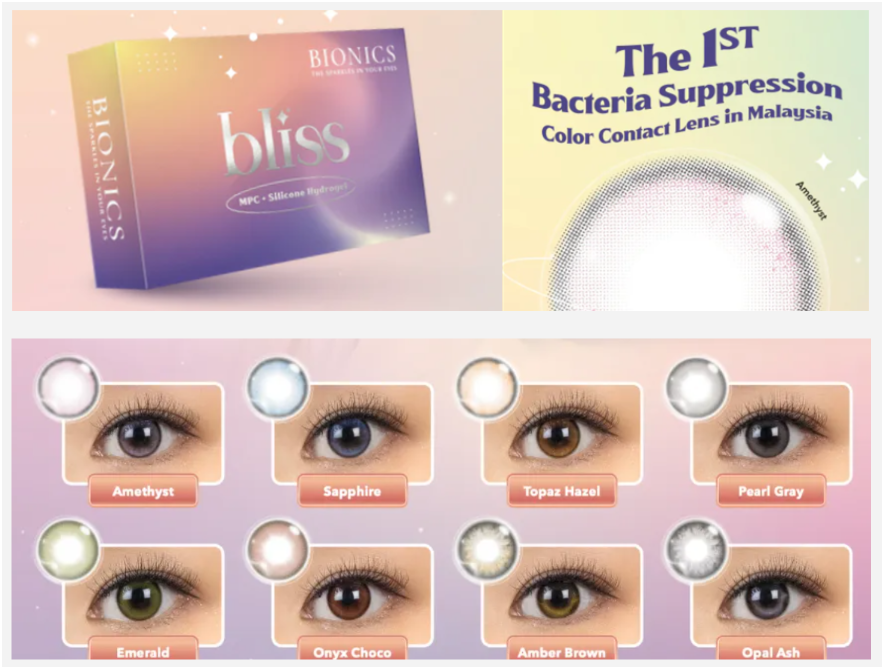 BIONICS
THE SPARKLES IN YOUR EYES
BIONICS
THE SPARKLES IN YOUR EYES
bliss
MPC + Silicone Hydrogel
The 1ST
Bacteria Suppression
Color Contact Lens in Malaysia
Amethyst
Amethyst
Sapphire
Topaz Hazel
Pearl Gray
Emerald
Onyx Choco
Amber Brown
Opal Ash